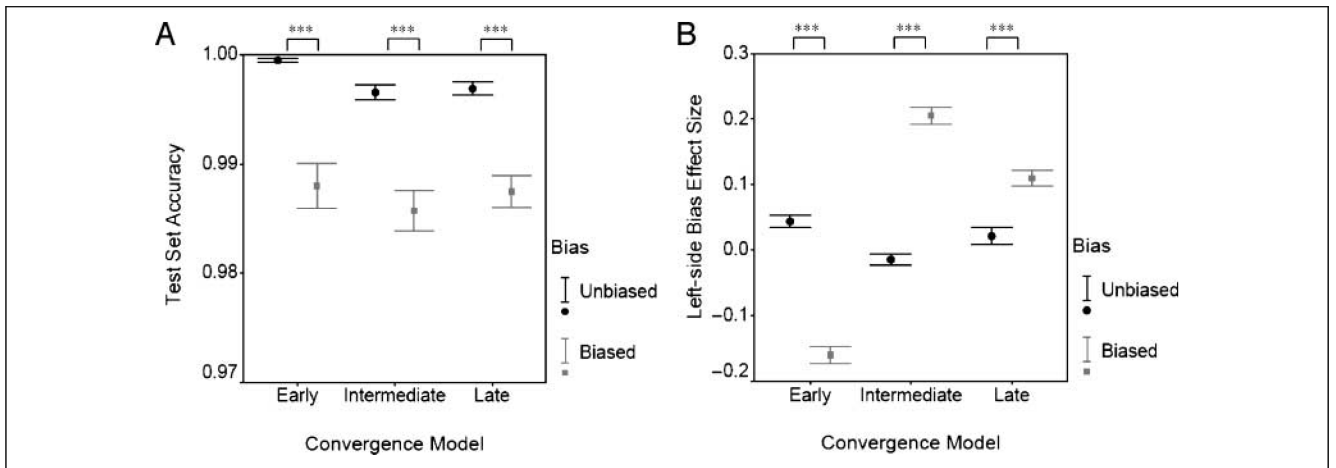 A
*** *** ***
1.00
0.99
0.98
0.97
Test Set Accuracy
Early Intermediate Late
Convergence Model
Bias
Unbiased
Biased
B
*** *** ***
0.3
0.2
0.1
0.0
−0.1
−0.2
Left-side Bias Effect Size
Early Intermediate Late
Convergence Model
Bias
Unbiased
Biased